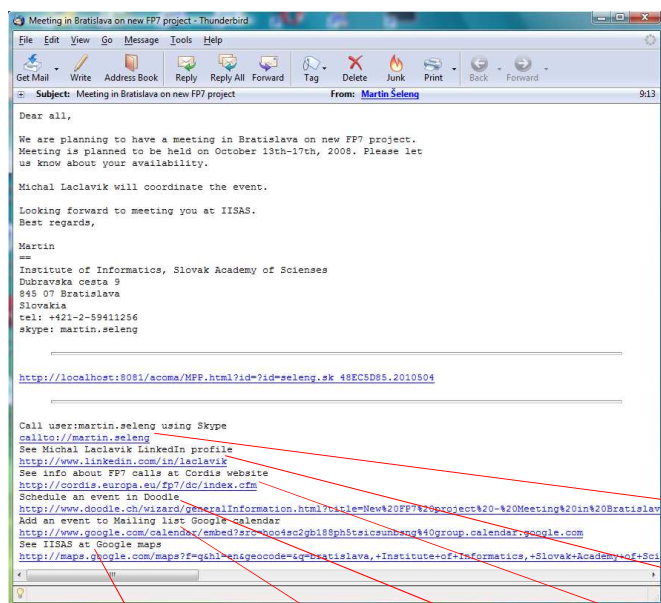 Meeting in Bratislava on new FP7 project - Thunderbird
File Edit View Go Message Tools Help
Get Mail Write Address Book Reply Reply All Forward Tag Delete Junk Print Back Forward
Subject: Meeting in Bratislava on new FP7 project From: Martin Šeleng 9:13
Dear all,
We are planning to have a meeting in Bratislava on new FP7 project.
Meeting is planned to be held on October 13th-17th, 2008. Please let
us know about your availability.
Michal Laclavik will coordinate the event.
Looking forward to meeting you at IISAS.
Best regards,
Martin
==
Institute of Informatics, Slovak Academy of Scienses
Dubravska cesta 9
845 07 Bratislava
Slovakia
tel: +421-2-59411256
skype: martin.seleng
http://localhost:8081/acoma/MPP.html?id=?id=seleng.sk 48EC5D85.2010504
Call user:martin.seleng using Skype
callto://martin.seleng
See Michal Laclavik LinkedIn profile
http://www.linkedin.com/in/laclavik
See info about FP7 calls at Cordis website
http://cordis.europa.eu/fp7/dc/index.cfm
Schedule an event in Doodle
http://www.doodle.ch/wizard/generalInformation.html?title=New%20FP7%20project%20-%20Meeting%20in%20Bratislav
Add an event to Mailing list Google calendar
http://www.google.com/calendar/embed?src=hoo4sc2gb188ph5tsicsunbsng%40group.calendar.google.com
See IISAS at Google maps
http://maps.google.com/maps?f=q&hl=en&geocode=&q=bratislava,+Institute+of+Informatics,+Slovak+Academy+of+Sci